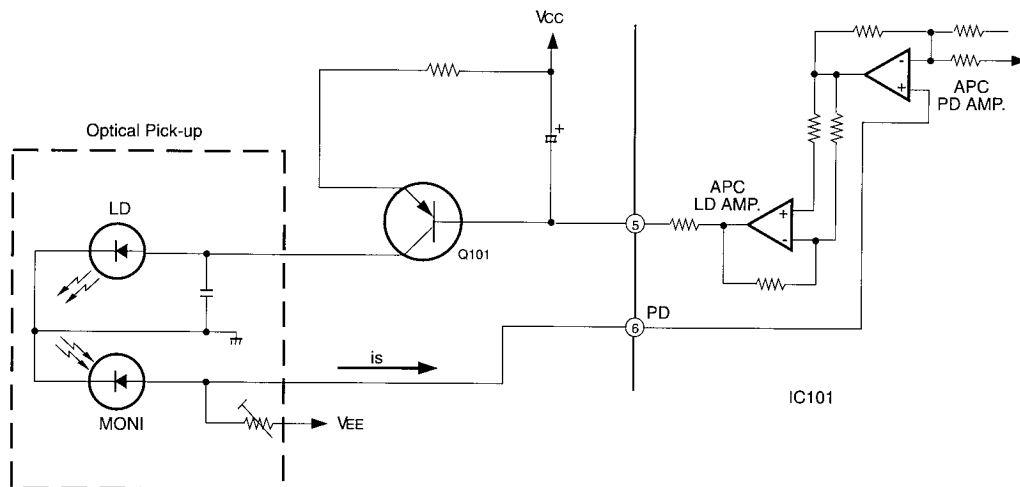 VCC
Optical Pick-up
LD
Q101
+
5
APC
LD AMP.
+
-
-
+
APC
PD AMP.
PD
6
is
MONI
VEE
IC101